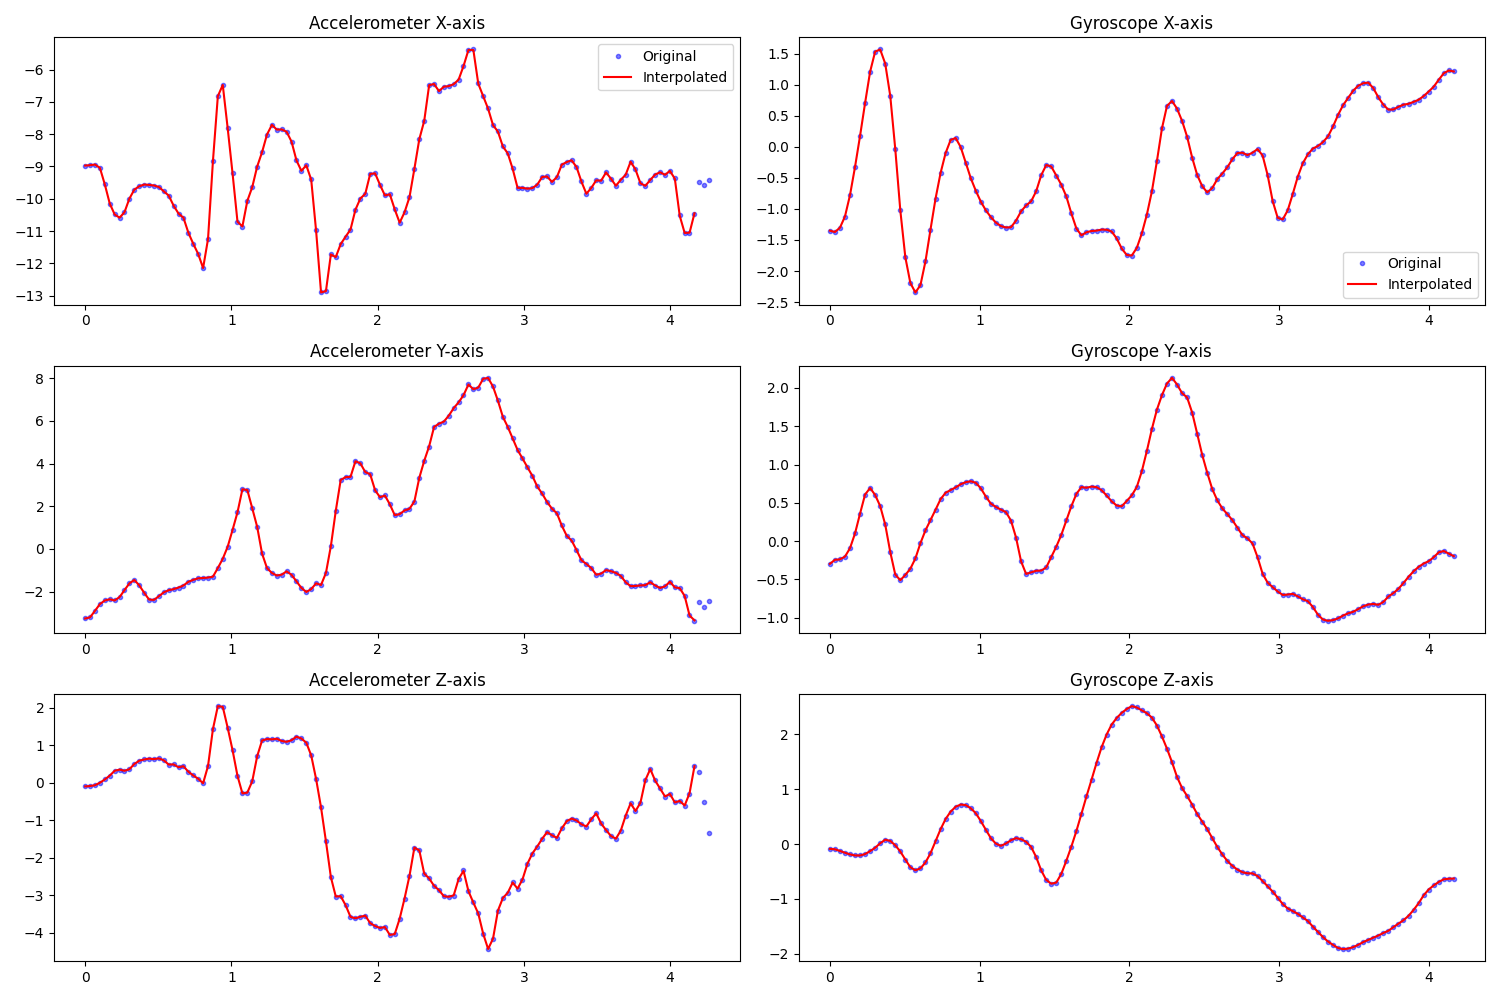 Accelerometer X-axis
−6
−7
−8
−9
−10
−11
−12
−13
0 1 2 3 4
Original
Interpolated
Gyroscope X-axis
1.5
1.0
0.5
0.0
−0.5
−1.0
−1.5
−2.0
−2.5
0 1 2 3 4
Original
Interpolated
Accelerometer Y-axis
8
6
4
2
0
−2
0 1 2 3 4
Gyroscope Y-axis
2.0
1.5
1.0
0.5
0.0
−0.5
−1.0
0 1 2 3 4
Accelerometer Z-axis
2
1
0
−1
−2
−3
−4
0 1 2 3 4
Gyroscope Z-axis
2
1
0
−1
−2
0 1 2 3 4